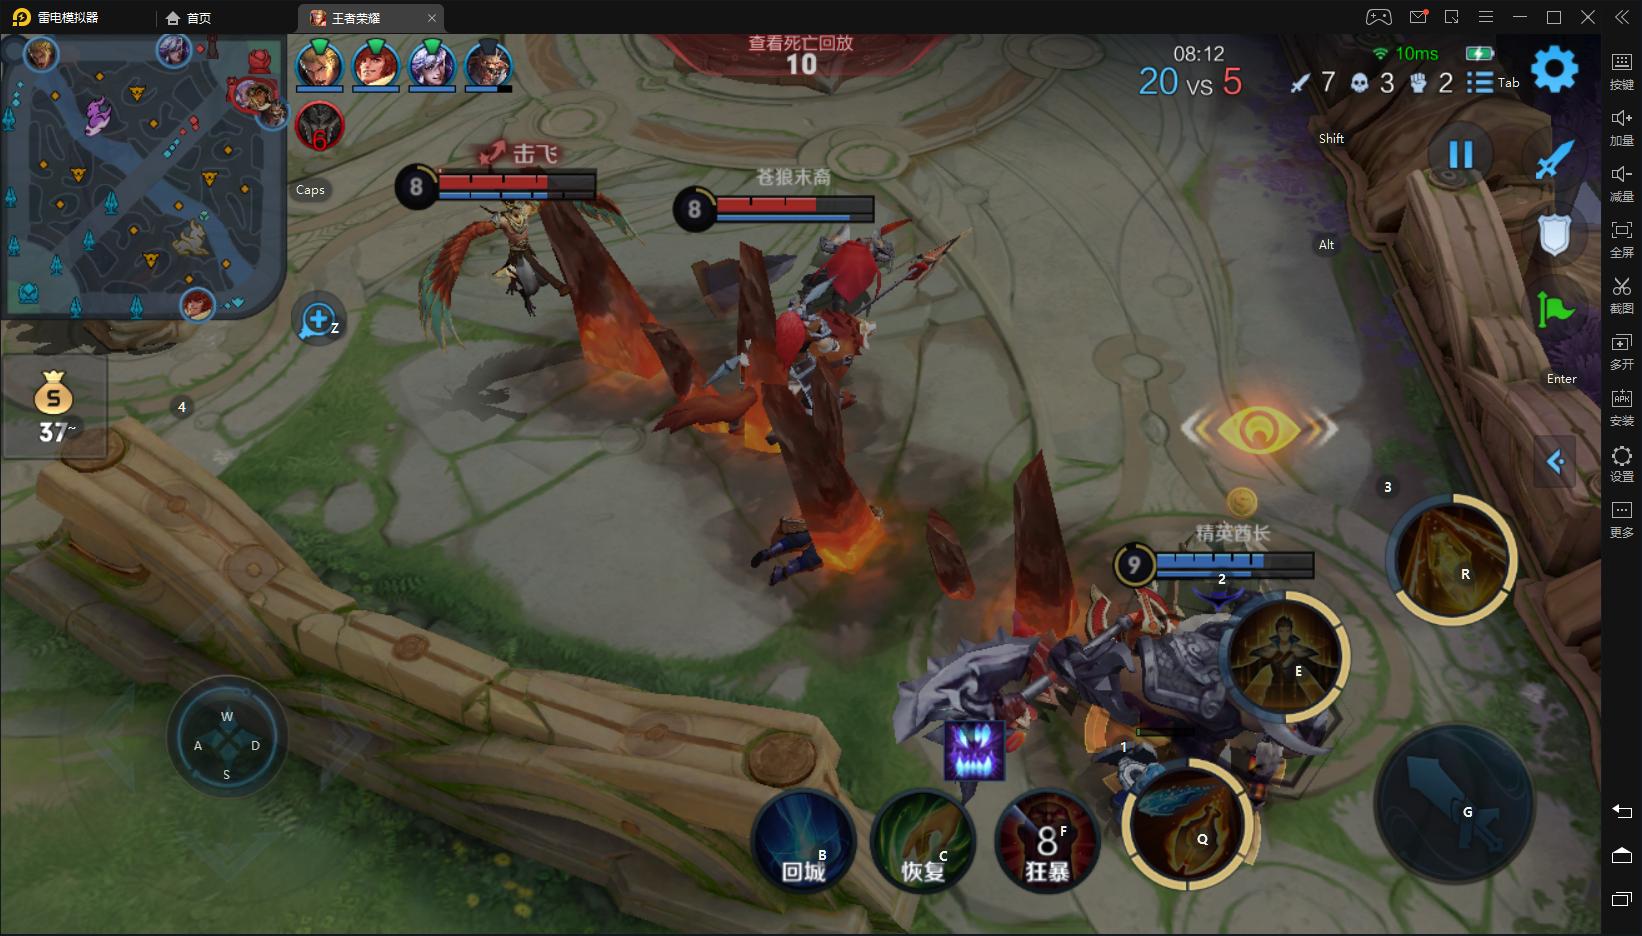 雷电模拟器
首页
王者荣耀
查看死亡回放
10
08:12
20 vs 5
10ms
7
3
2
Tab
按键
Shift
加量
6
Caps
击飞
8
苍狼末裔
8
减量
Alt
全屏
截图
Z
多开
Enter
S
37~
4
安装
设置
3
精英酋长
9
2
更多
R
E
W
A
D
S
1
G
Q
B
回城
C
恢复
8
F
狂暴
APK